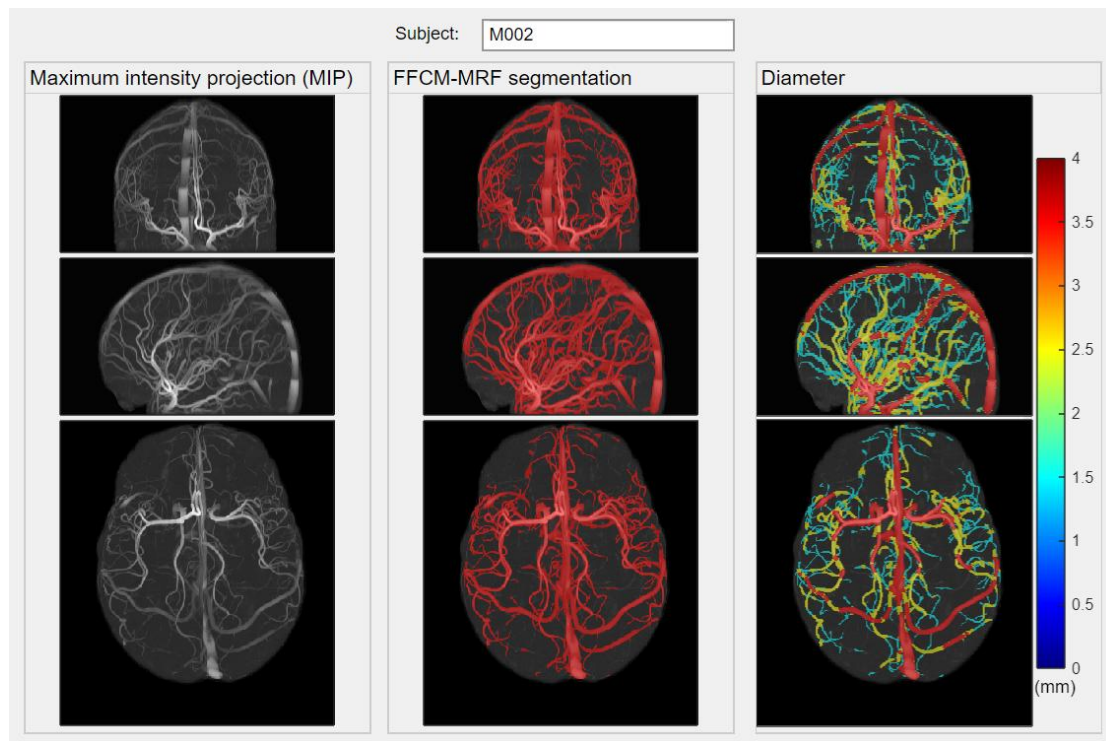 Subject: M002
Maximum intensity projection (MIP)
FFCM-MRF segmentation
Diameter
4
3.5
3
2.5
2
1.5
1
0.5
0
(mm)